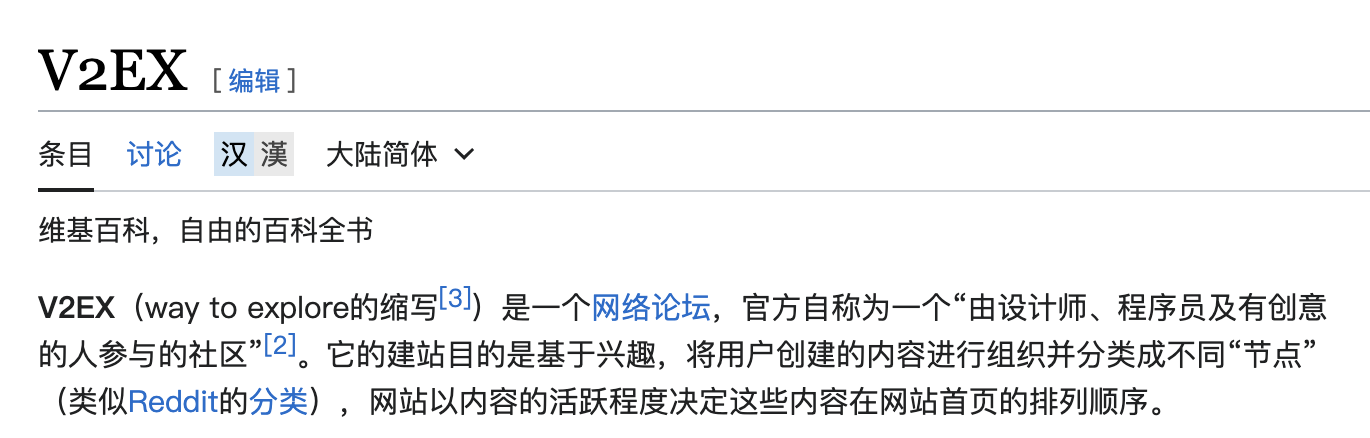 V2EX [编辑]
条目 讨论 汉 漢 大陆简体
维基百科，自由的百科全书
V2EX（way to explore的缩写[3]）是一个网络论坛，官方自称为一个“由设计师、程序员及有创意
的人参与的社区”[2]。它的建站目的是基于兴趣，将用户创建的内容进行组织并分类成不同“节点”
（类似Reddit的分类），网站以内容的活跃程度决定这些内容在网站首页的排列顺序。